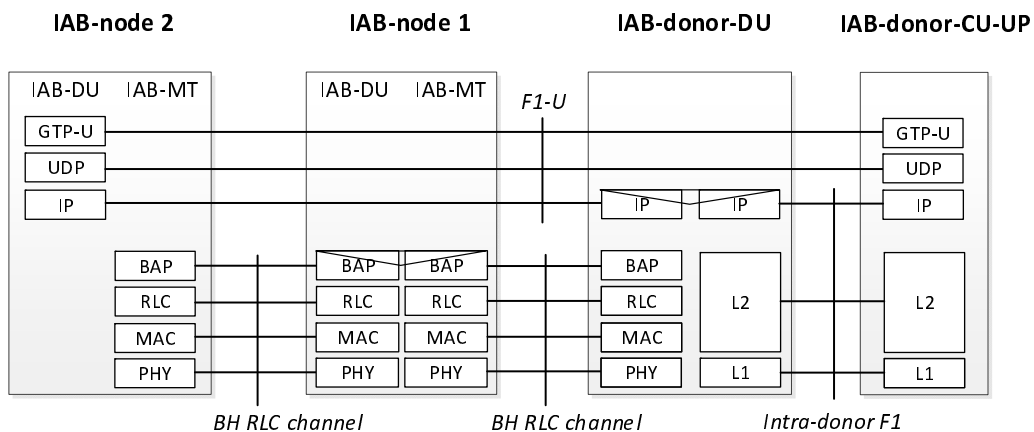 IAB-node 2 IAB-node 1 IAB-donor-DU IAB-donor-CU-UP
IAB-DU IAB-MT IAB-DU IAB-MT
F1-U
GTP-U GTP-U
UDP UDP
IP IP IP IP
BAP BAP BAP BAP
RLC RLC RLC RLC L2 L2
MAC MAC MAC MAC
PHY PHY PHY PHY L1 L1
BH RLC channel BH RLC channel Intra-donor F1